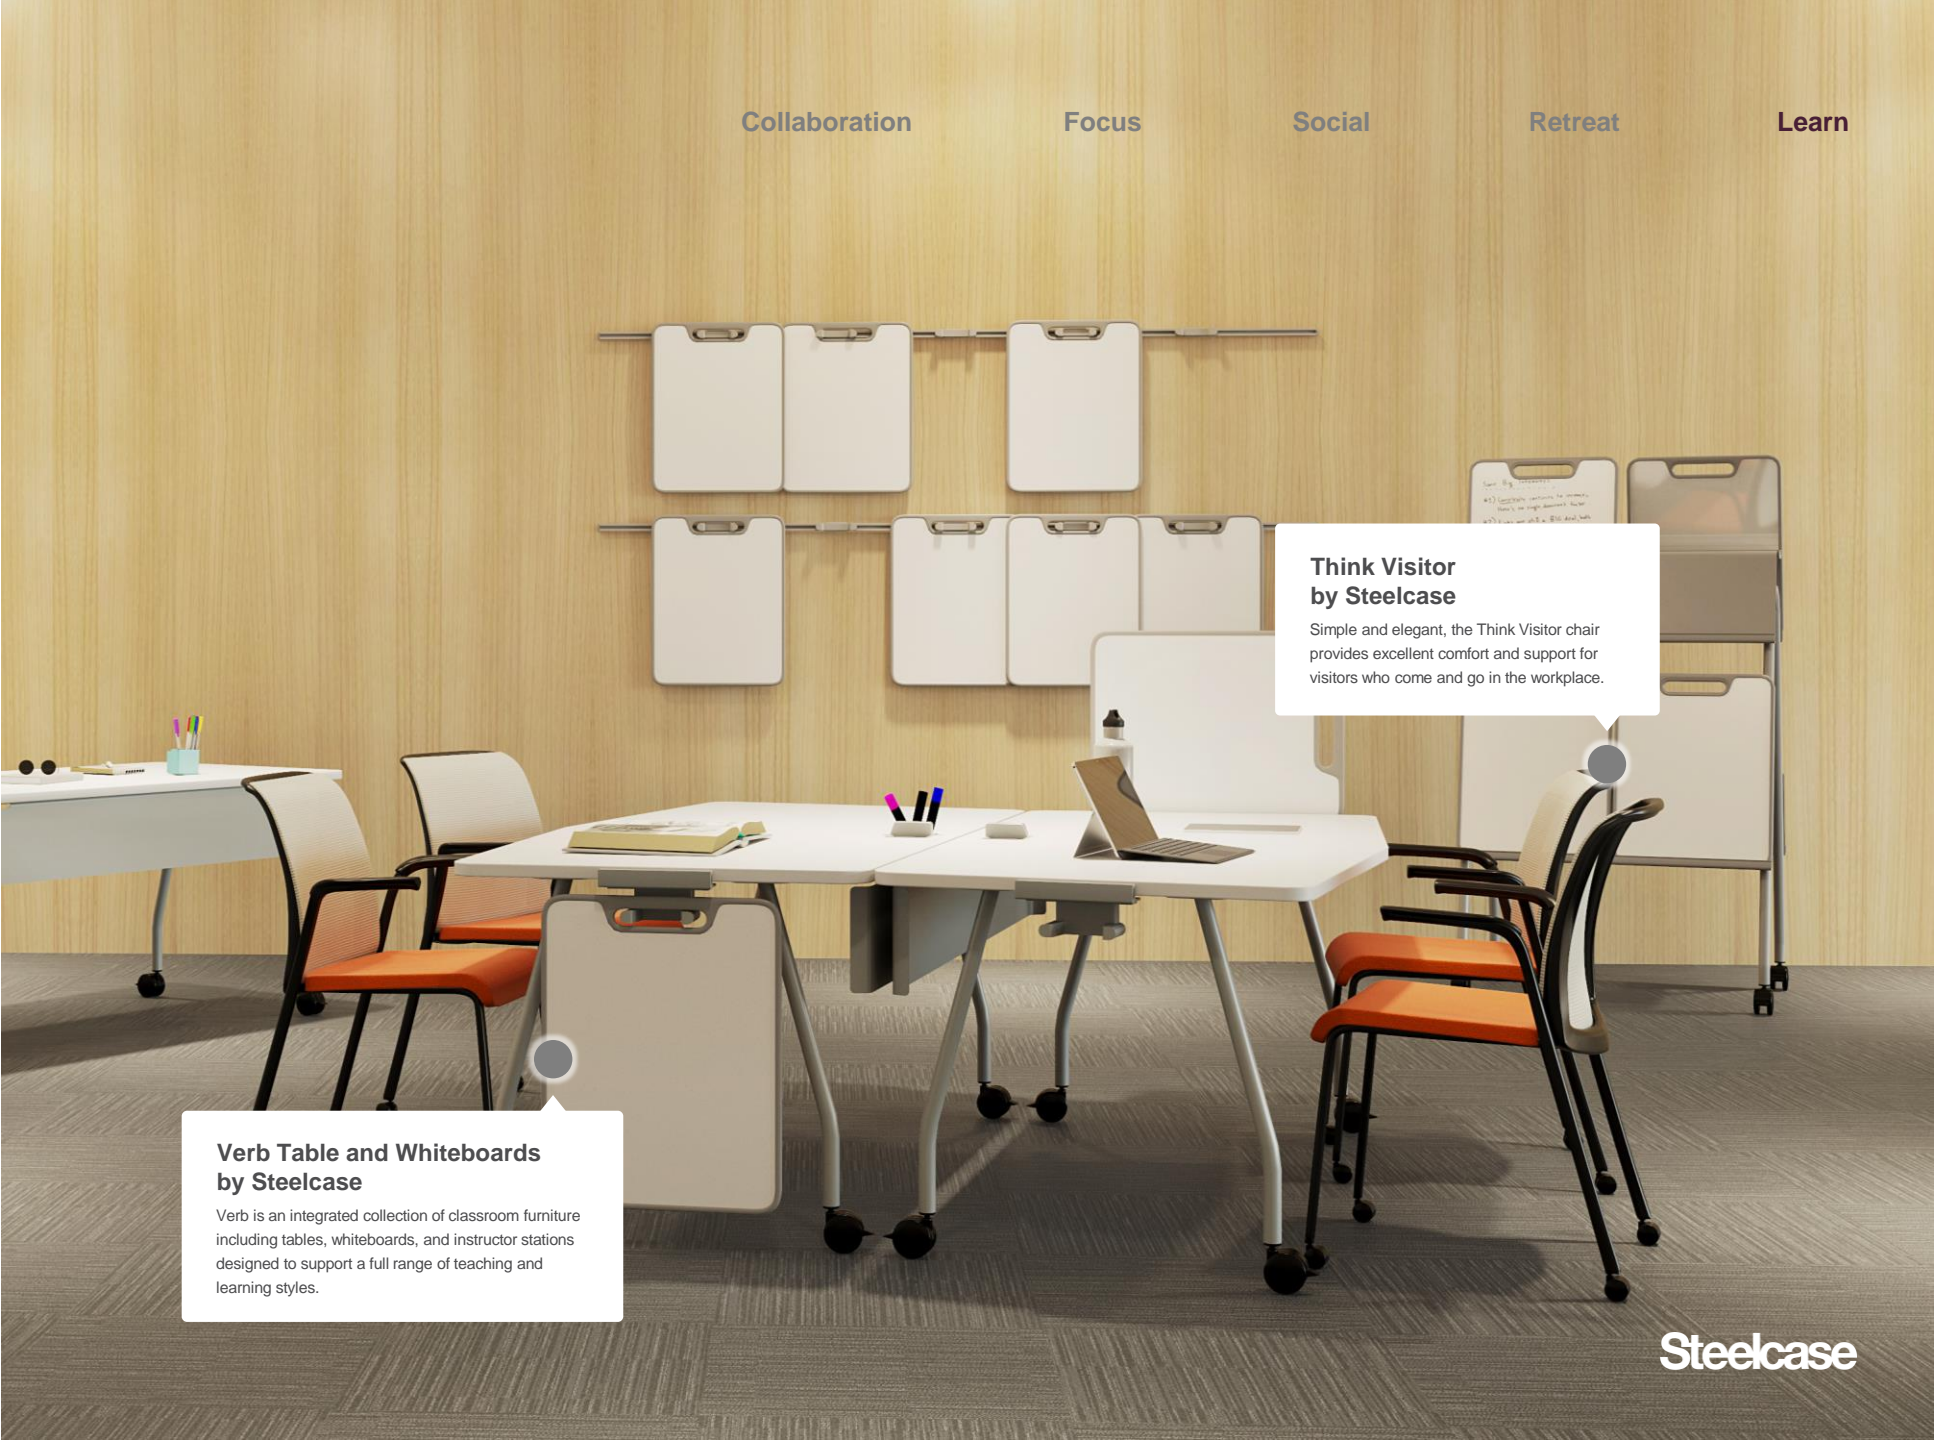 Collaboration
Focus
Social
Retreat
Learn
Think Visitor
by Steelcase
Simple and elegant, the Think Visitor chair
provides excellent comfort and support for
visitors who come and go in the workplace.
Verb Table and Whiteboards
by Steelcase
Verb is an integrated collection of classroom furniture
including tables, whiteboards, and instructor stations
designed to support a full range of teaching and
learning styles.
Steelcase